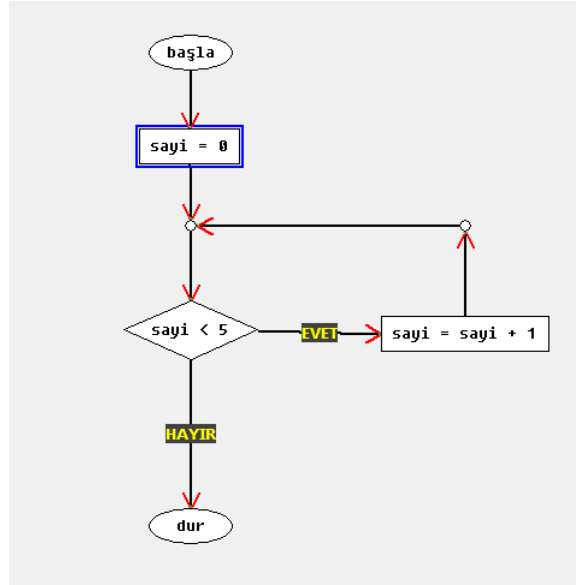 başla
sayi = 0
sayi < 5
EVET
sayi = sayi + 1
HAYIR
dur